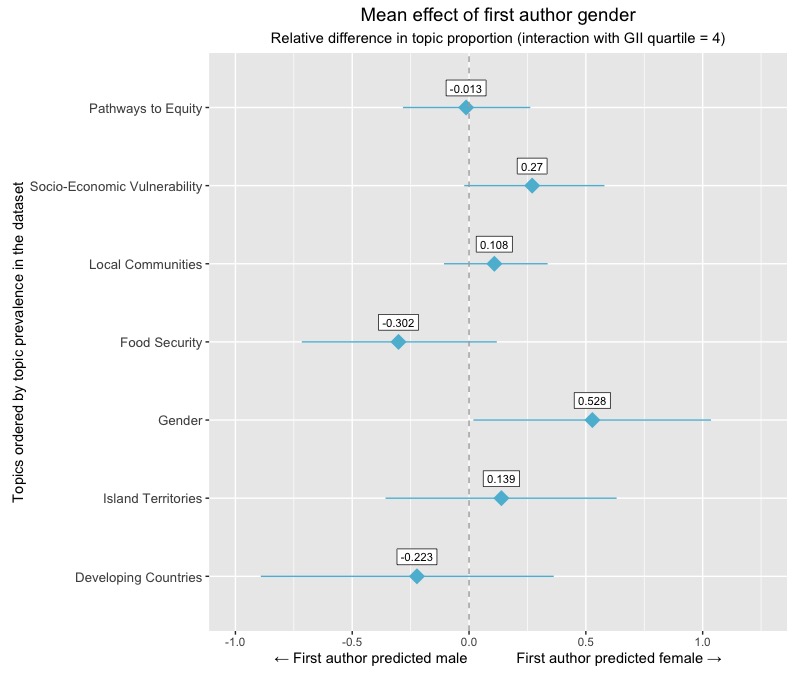 Mean effect of first author gender
Relative difference in topic proportion (interaction with GII quartile = 4)
Topics ordered by topic prevalence in the dataset
Pathways to Equity
-0.013
Socio-Economic Vulnerability
0.27
Local Communities
0.108
Food Security
-0.302
Gender
0.528
Island Territories
0.139
Developing Countries
-0.223
-1.0 -0.5 0.0 0.5 1.0
← First author predicted male First author predicted female →